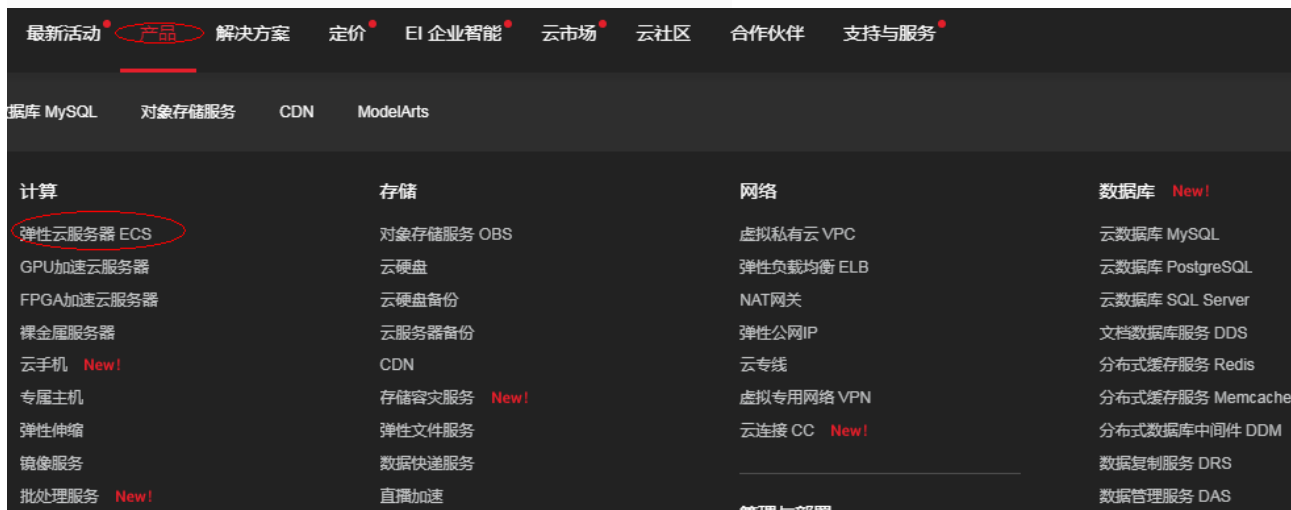 最新活动 产品 解决方案 定价 EI 企业智能 云市场 云社区 合作伙伴 支持与服务
据库 MySQL 对象存储服务 CDN ModelArts
计算 存储 网络 数据库 New!
弹性云服务器 ECS 对象存储服务 OBS 虚拟私有云 VPC 云数据库 MySQL
GPU加速云服务器 云硬盘 弹性负载均衡 ELB 云数据库 PostgreSQL
FPGA加速云服务器 云硬盘备份 NAT网关 云数据库 SQL Server
裸金属服务器 云服务器备份 弹性公网IP 文档数据库服务 DDS
云手机 New! CDN 云专线 分布式缓存服务 Redis
专属主机 存储容灾服务 New! 虚拟专用网络 VPN 分布式缓存服务 Memcache
弹性伸缩 弹性文件服务 云连接 CC New! 分布式数据库中间件 DDM
镜像服务 数据快递服务 数据复制服务 DRS
批处理服务 New! 直播加速 数据管理服务 DAS